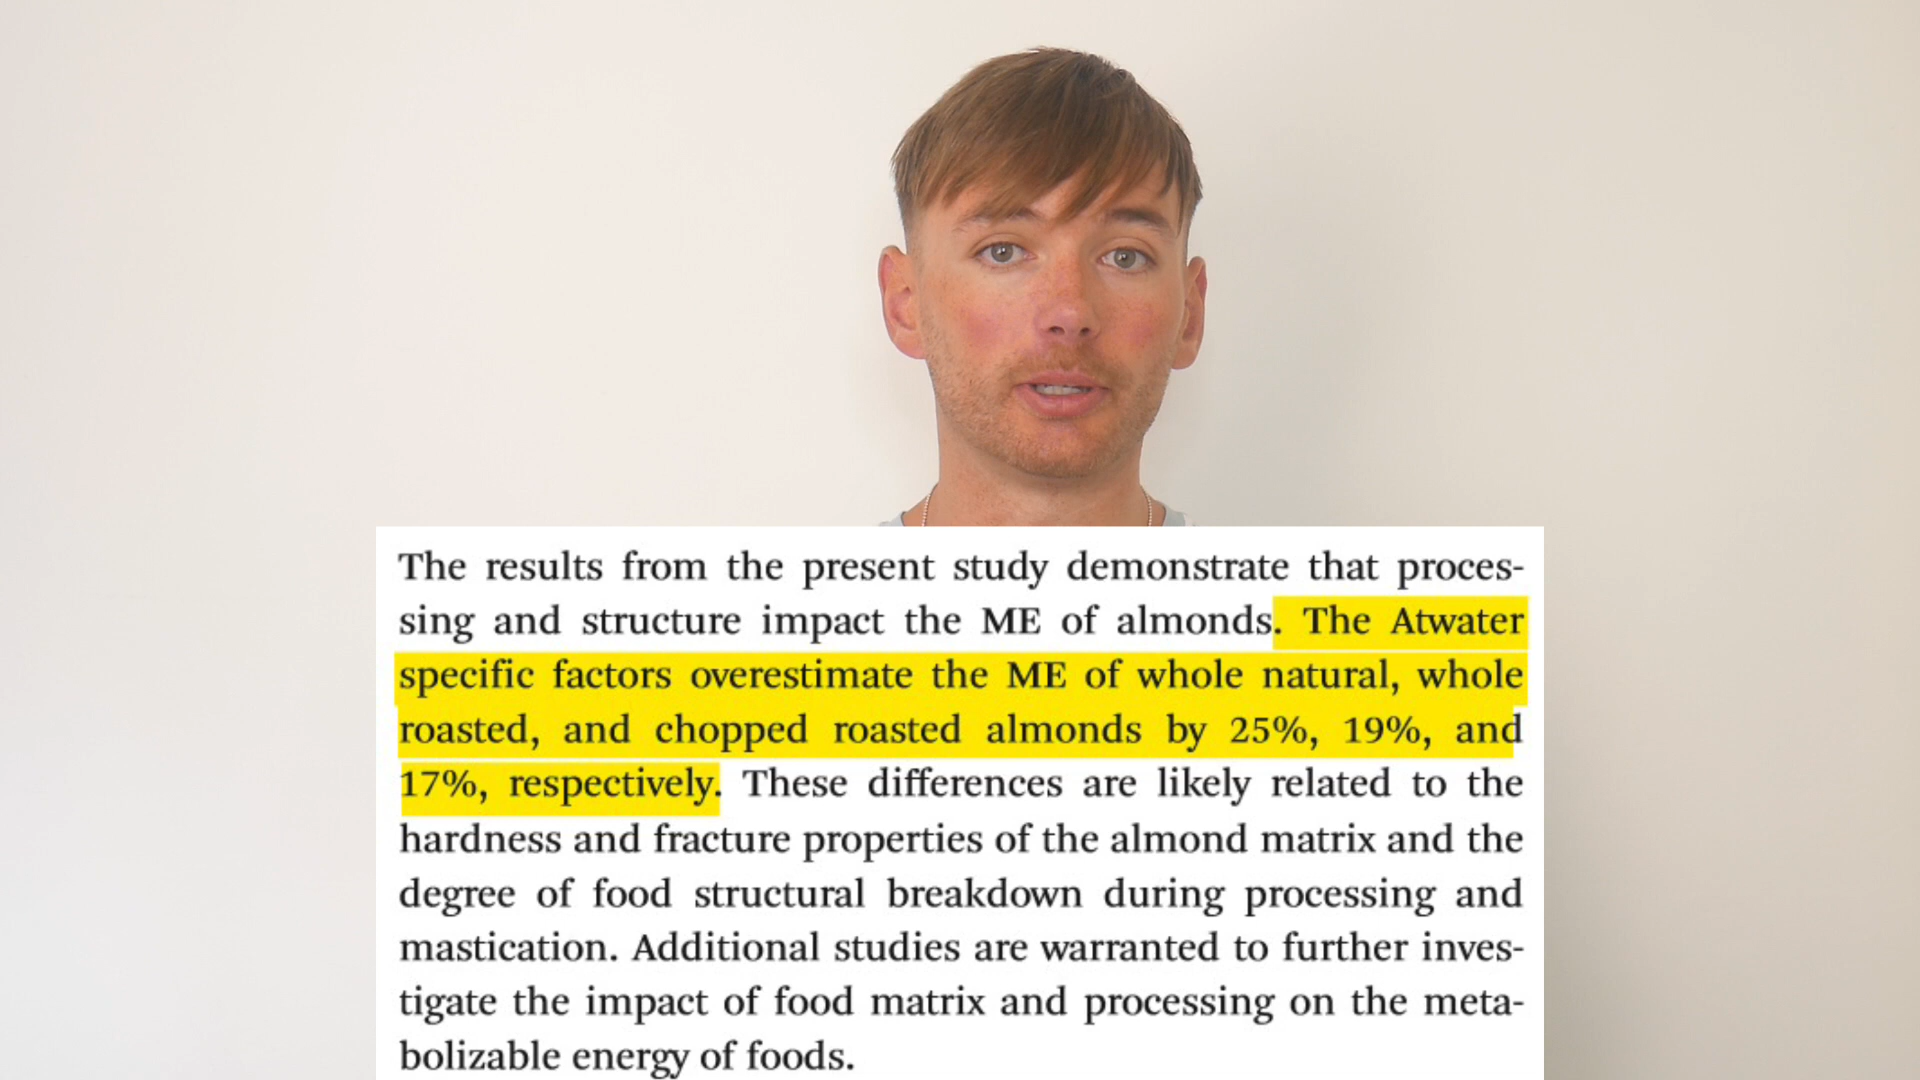 The results from the present study demonstrate that proces-
sing and structure impact the ME of almonds. The Atwater
specific factors overestimate the ME of whole natural, whole
roasted, and chopped roasted almonds by 25%, 19%, and
17%, respectively. These differences are likely related to the
hardness and fracture properties of the almond matrix and the
degree of food structural breakdown during processing and
mastication. Additional studies are warranted to further inves-
tigate the impact of food matrix and processing on the meta-
bolizable energy of foods.